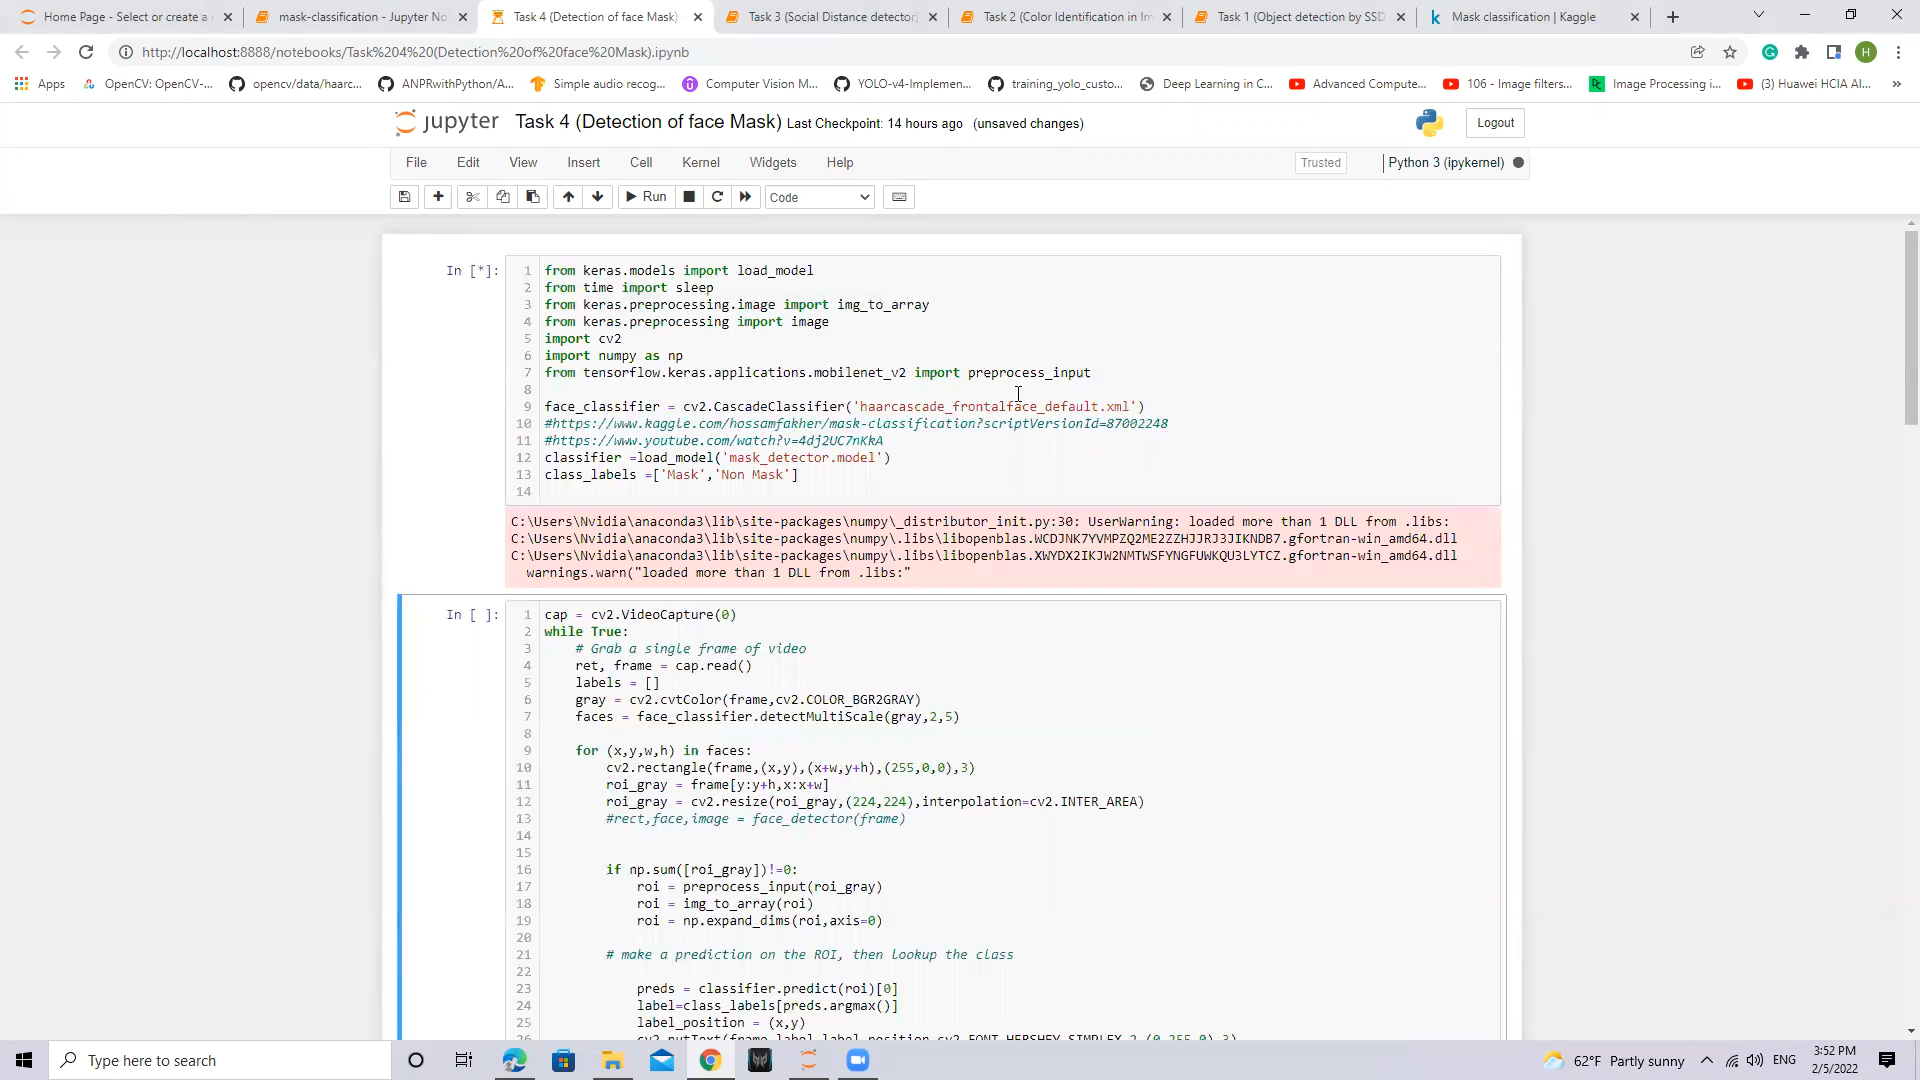 Home Page - Select or create a
mask-classification - Jupyter No
Task 4 (Detection of face Mask)
Task 3 (Social Distance detector)
Task 2 (Color Identification in Im
Task 1 (Object detection by SSD
Mask classification | Kaggle
http://localhost:8888/notebooks/Task%204%20(Detection%20of%20face%20Mask).ipynb
H
Apps
OpenCV: OpenCV-...
opencv/data/haarc...
ANPRwithPython/A...
Simple audio recog...
Computer Vision M...
YOLO-v4-Implemen...
training_yolo_custo...
Deep Learning in C...
Advanced Compute...
106 - Image filters...
Image Processing i...
(3) Huawei HCIA AI...
»
jupyter
Task 4 (Detection of face Mask) Last Checkpoint: 14 hours ago (unsaved changes)
Logout
File
Edit
View
Insert
Cell
Kernel
Widgets
Help
Trusted
Python 3 (ipykernel)
Run
Code
In [*]:
1 from keras.models import load_model
2 from time import sleep
3 from keras.preprocessing.image import img_to_array
4 from keras.preprocessing import image
5 import cv2
6 import numpy as np
7 from tensorflow.keras.applications.mobilenet_v2 import preprocess_input
8
9 face_classifier = cv2.CascadeClassifier('haarcascade_frontalface_default.xml')
10 #https://www.kaggle.com/hossamfakher/mask-classification?scriptVersionId=87002248
11 #https://www.youtube.com/watch?v=4dj2UC7nKkA
12 classifier =load_model('mask_detector.model')
13 class_labels =['Mask','Non Mask']
14
C:\Users\Nvidia\anaconda3\lib\site-packages\numpy\_distributor_init.py:30: UserWarning: loaded more than 1 DLL from .libs:
C:\Users\Nvidia\anaconda3\lib\site-packages\numpy\.libs\libopenblas.WCDJNK7YVMPZQ2ME2ZZHJJRJ3JIKNDB7.gfortran-win_amd64.dll
C:\Users\Nvidia\anaconda3\lib\site-packages\numpy\.libs\libopenblas.XWYDX2IKJW2NMTWSFYNGFUWKQU3LYTCZ.gfortran-win_amd64.dll
warnings.warn("loaded more than 1 DLL from .libs:"
In [ ]:
1 cap = cv2.VideoCapture(0)
2 while True:
3 # Grab a single frame of video
4 ret, frame = cap.read()
5 labels = []
6 gray = cv2.cvtColor(frame,cv2.COLOR_BGR2GRAY)
7 faces = face_classifier.detectMultiScale(gray,2,5)
8
9 for (x,y,w,h) in faces:
10 cv2.rectangle(frame,(x,y),(x+w,y+h),(255,0,0),3)
11 roi_gray = frame[y:y+h,x:x+w]
12 roi_gray = cv2.resize(roi_gray,(224,224),interpolation=cv2.INTER_AREA)
13 #rect,face,image = face_detector(frame)
14
15
16 if np.sum([roi_gray])!=0:
17 roi = preprocess_input(roi_gray)
18 roi = img_to_array(roi)
19 roi = np.expand_dims(roi,axis=0)
20
21 # make a prediction on the ROI, then lookup the class
22
23 preds = classifier.predict(roi)[0]
24 label=class_labels[preds.argmax()]
25 label_position = (x,y)
26 cv2.putText(frame,label,label_position,cv2.FONT_HERSHEY_SIMPLEX,2,(0,255,0),3)
Type here to search
62°F Partly sunny
ENG
3:52 PM
2/5/2022